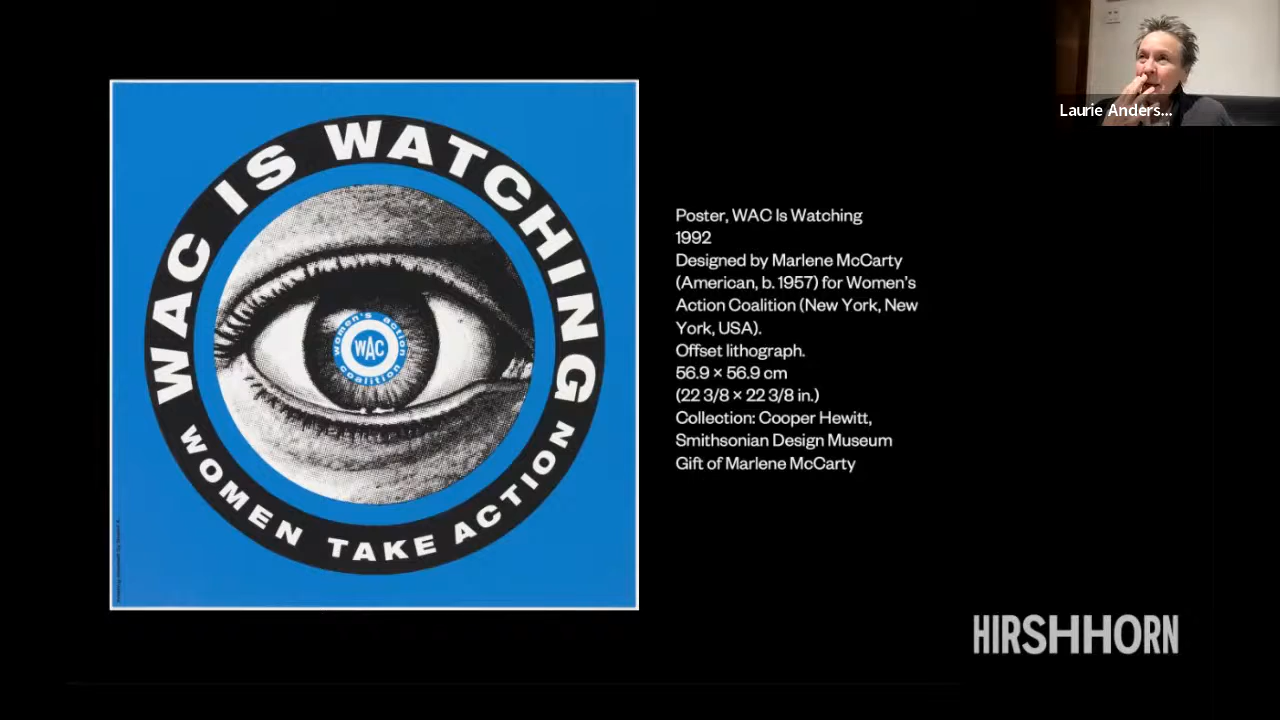 WAC IS WATCHING
WOMEN TAKE ACTION
women's action
WAC
coalition
Laurie Anders...
Poster, WAC Is Watching
1992
Designed by Marlene McCarty
(American, b. 1957) for Women's
Action Coalition (New York, New
York, USA).
Offset lithograph.
56.9 × 56.9 cm
(22 3/8 × 22 3/8 in.)
Collection: Cooper Hewitt,
Smithsonian Design Museum
Gift of Marlene McCarty
HIRSHHORN